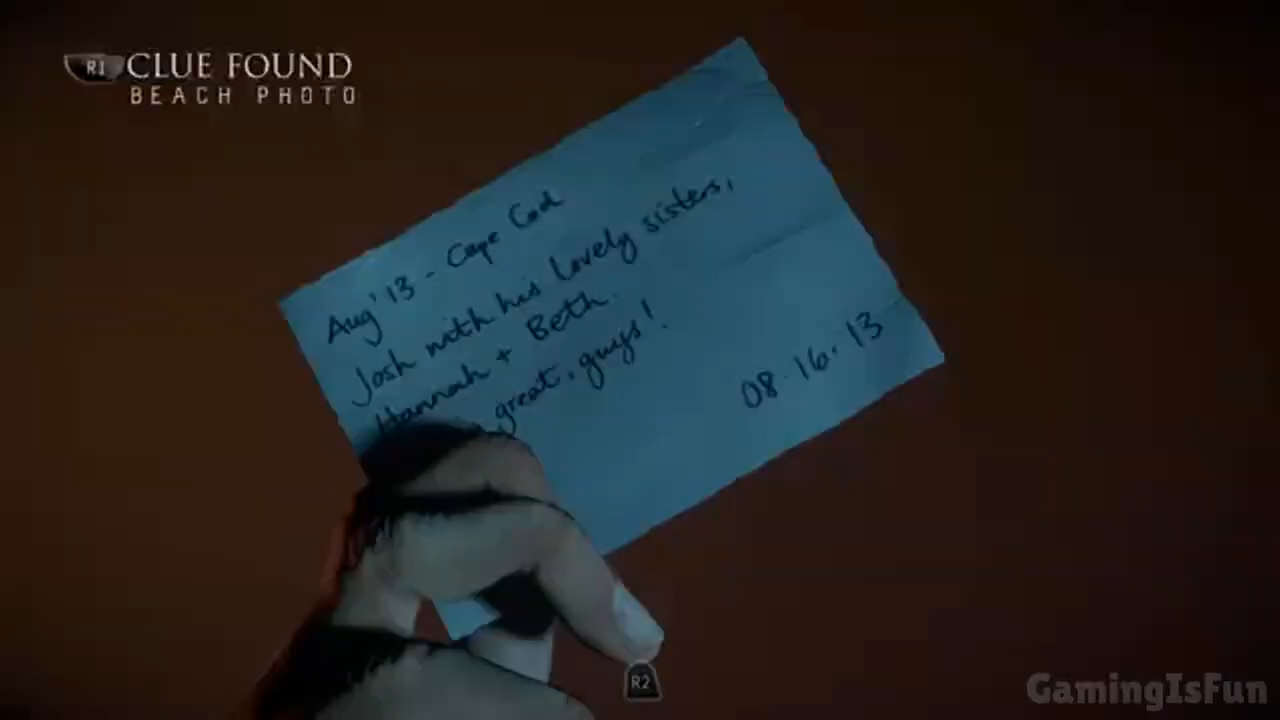 R1 CLUE FOUND
BEACH PHOTO
Aug '13 - Cape Cod
Josh with his lovely sisters,
Hannah + Beth.
great, guys!
08.16.13
R2
GamingIsFun